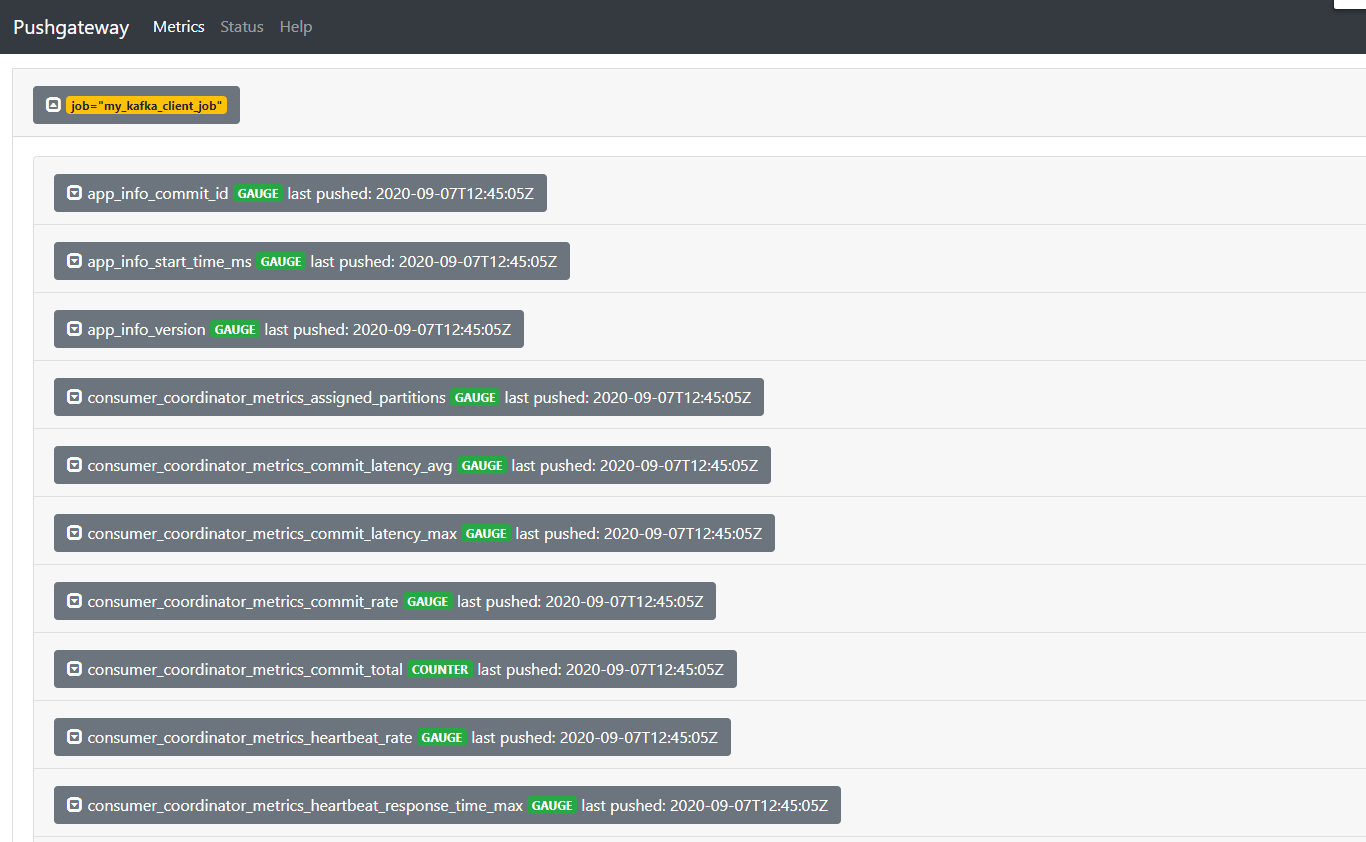 Pushgateway Metrics Status Help
job="my_kafka_client_job"
app_info_commit_id GAUGE last pushed: 2020-09-07T12:45:05Z
app_info_start_time_ms GAUGE last pushed: 2020-09-07T12:45:05Z
app_info_version GAUGE last pushed: 2020-09-07T12:45:05Z
consumer_coordinator_metrics_assigned_partitions GAUGE last pushed: 2020-09-07T12:45:05Z
consumer_coordinator_metrics_commit_latency_avg GAUGE last pushed: 2020-09-07T12:45:05Z
consumer_coordinator_metrics_commit_latency_max GAUGE last pushed: 2020-09-07T12:45:05Z
consumer_coordinator_metrics_commit_rate GAUGE last pushed: 2020-09-07T12:45:05Z
consumer_coordinator_metrics_commit_total COUNTER last pushed: 2020-09-07T12:45:05Z
consumer_coordinator_metrics_heartbeat_rate GAUGE last pushed: 2020-09-07T12:45:05Z
consumer_coordinator_metrics_heartbeat_response_time_max GAUGE last pushed: 2020-09-07T12:45:05Z